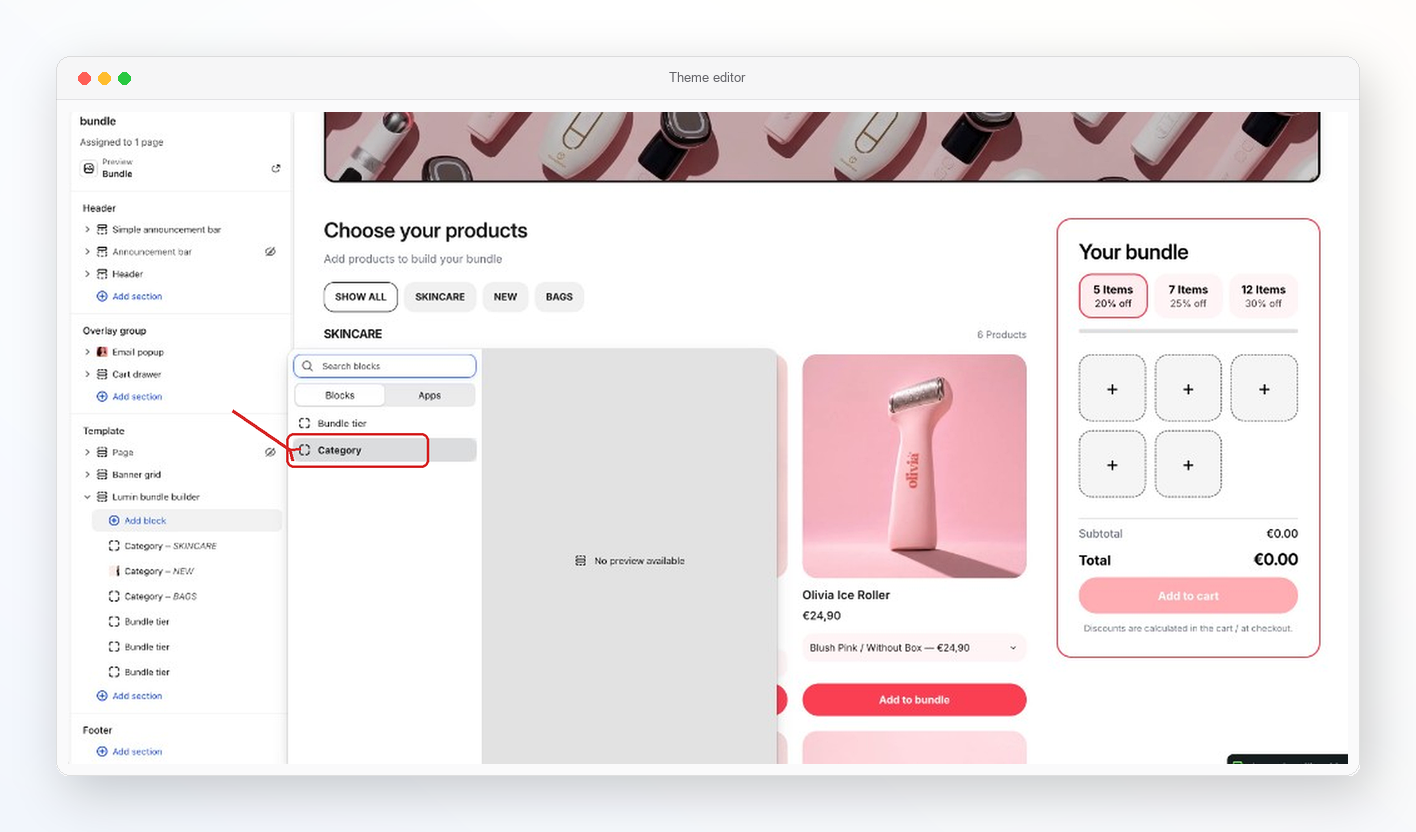 Theme editor
bundle
Assigned to 1 page
Preview
Bundle
Header
Simple announcement bar
Announcement bar
Header
Add section
Overlay group
Email popup
Cart drawer
Add section
Template
Page
Banner grid
Lumin bundle builder
Add block
Category – SKINCARE
Category – NEW
Category – BAGS
Bundle tier
Bundle tier
Bundle tier
Add section
Footer
Add section
Search blocks
Blocks Apps
Bundle tier
Category
No preview available
Choose your products
Add products to build your bundle
SHOW ALL SKINCARE NEW BAGS
SKINCARE 6 Products
olivia
Olivia Ice Roller
€24,90
Blush Pink / Without Box — €24,90
Add to bundle
Your bundle
5 Items 7 Items 12 Items
20% off 25% off 30% off
+ + +
+ +
Subtotal €0.00
Total €0.00
Add to cart
Discounts are calculated in the cart / at checkout.